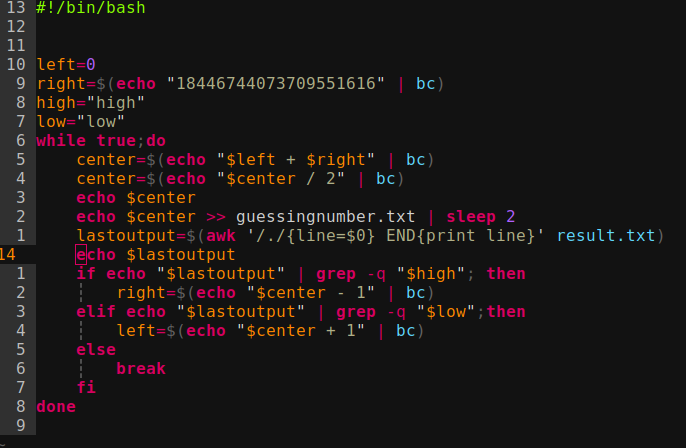 13 #!/bin/bash
12
11
10 left=0
9 right=$(echo "18446744073709551616" | bc)
8 high="high"
7 low="low"
6 while true;do
5     center=$(echo "$left + $right" | bc)
4     center=$(echo "$center / 2" | bc)
3     echo $center
2     echo $center >> guessingnumber.txt | sleep 2
1     lastoutput=$(awk '/./{line=$0} END{print line}' result.txt)
14     echo $lastoutput
1     if echo "$lastoutput" | grep -q "$high"; then
2     ¦   right=$(echo "$center - 1" | bc)
3     elif echo "$lastoutput" | grep -q "$low";then
4     ¦   left=$(echo "$center + 1" | bc)
5     else
6     ¦   break
7     fi
8 done
9
~